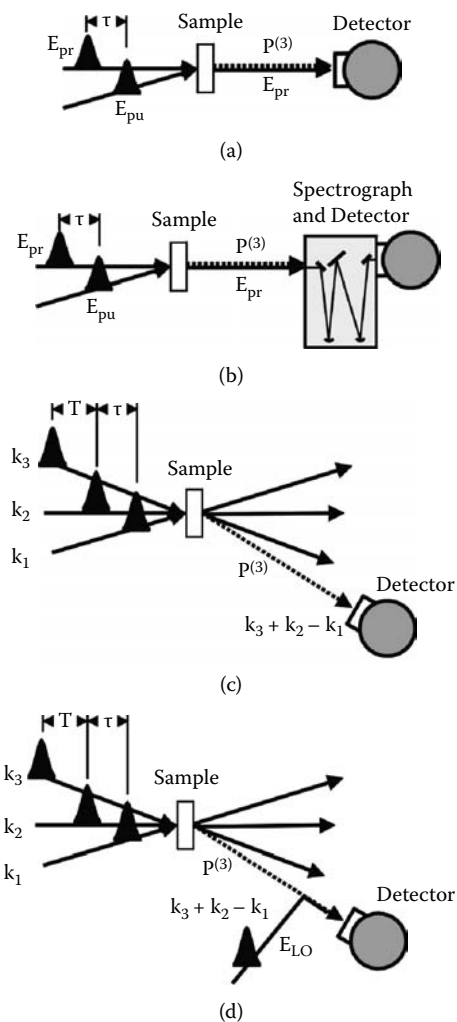 τ
Sample
Detector
E_pr
P^(3)
E_pr
E_pu
(a)
Spectrograph
and Detector
τ
Sample
E_pr
P^(3)
E_pr
E_pu
(b)
T τ
k_3
Sample
k_2
k_1
P^(3)
Detector
k_3 + k_2 − k_1
(c)
T τ
k_3
Sample
k_2
k_1
P^(3)
Detector
k_3 + k_2 − k_1
E_LO
(d)